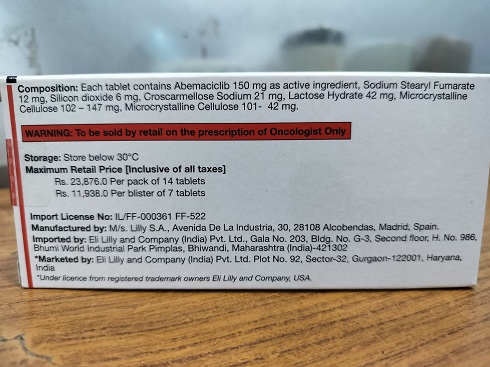 Composition: Each tablet contains Abemaciclib 150 mg as active ingredient, Sodium Stearyl Fumarate
12 mg, Silicon dioxide 6 mg, Croscarmellose Sodium 21 mg, Lactose Hydrate 42 mg, Microcrystalline
Cellulose 102 – 147 mg, Microcrystalline Cellulose 101- 42 mg.
WARNING: To be sold by retail on the prescription of Oncologist Only
Storage: Store below 30°C
Maximum Retail Price [Inclusive of all taxes]
Rs. 23,876.0 Per pack of 14 tablets
Rs. 11,938.0 Per blister of 7 tablets
Import License No: IL/FF-000361 FF-522
Manufactured by: M/s. Lilly S.A., Avenida De La Industria, 30, 28108 Alcobendas, Madrid, Spain.
Imported by: Eli Lilly and Company (India) Pvt. Ltd., Gala No. 203, Bldg. No. G-3, Second floor, H. No. 986,
Bhumi World Industrial Park Pimplas, Bhiwandi, Maharashtra (India)-421302
*Marketed by: Eli Lilly and Company (India) Pvt. Ltd. Plot No. 92, Sector-32, Gurgaon-122001, Haryana,
India
*Under licence from registered trademark owners Eli Lilly and Company, USA.